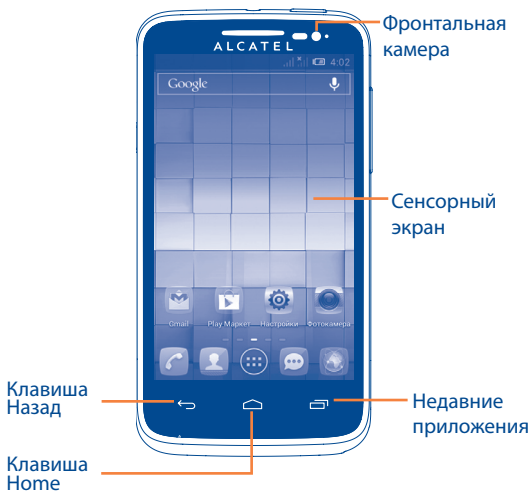 Фронтальная
камера
ALCATEL
4:02
Google
Сенсорный
экран
Gmail Play Маркет Настройки Фотокамера
Клавиша
Назад
Недавние
приложения
Клавиша
Home